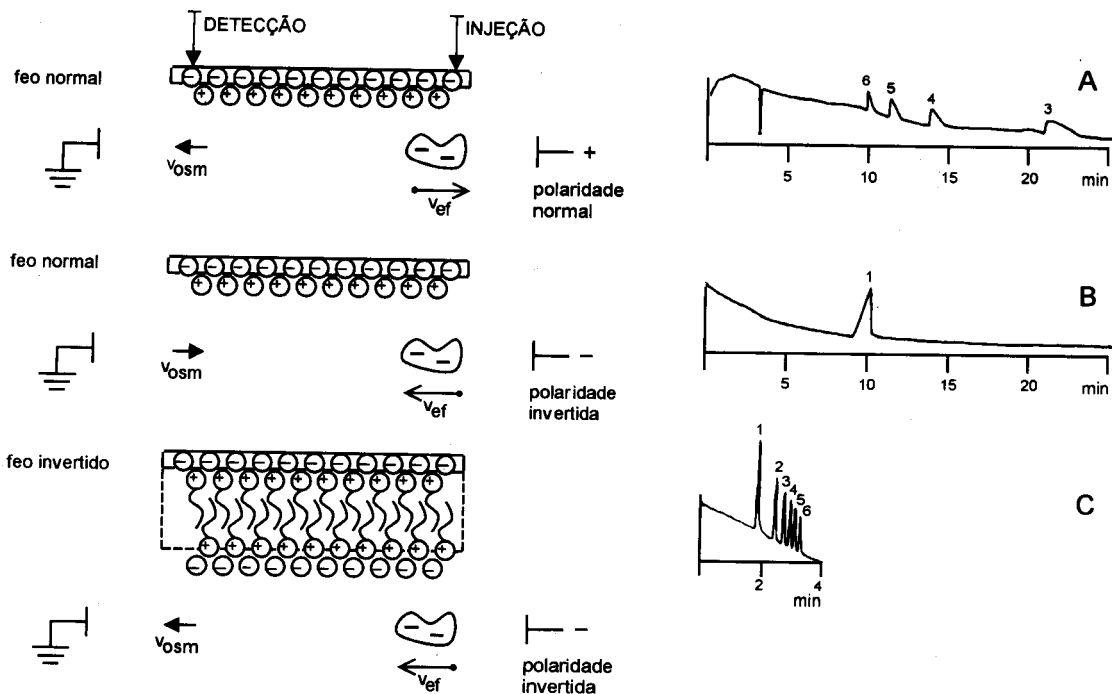 DETECÇÃO
INJEÇÃO
feo normal
+
v osm
v ef
polaridade
normal
A
6
5
4
3
5
10
15
20
min
feo normal
v osm
v ef
-
polaridade
invertida
B
1
5
10
15
20
min
feo invertido
v osm
v ef
-
polaridade
invertida
C
1
2
3
4
5
6
2
4
min